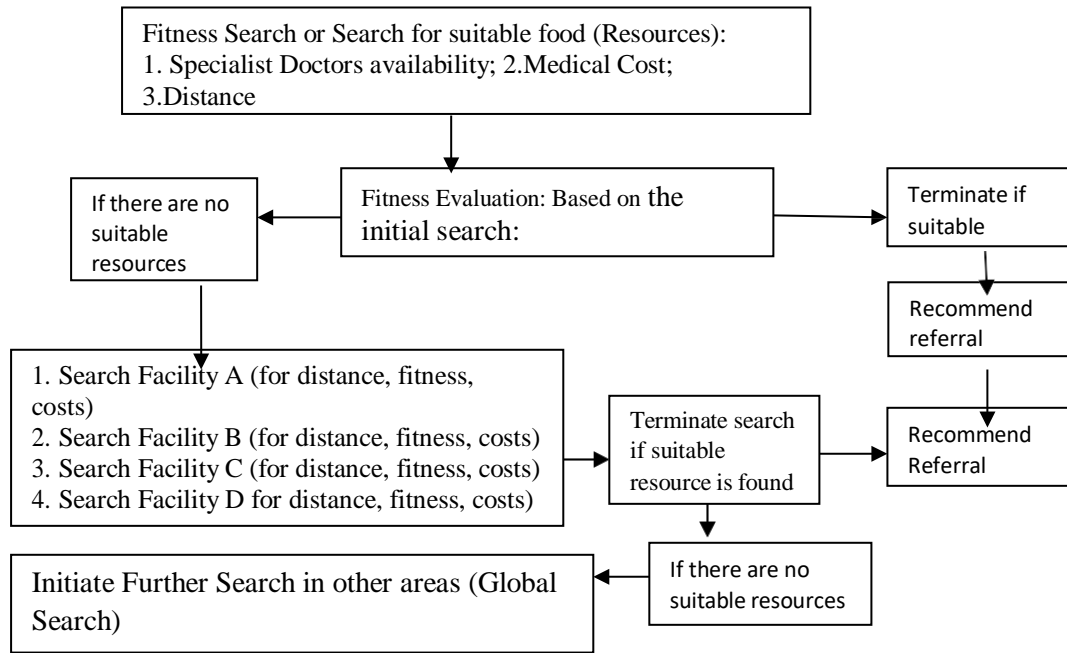 Fitness Search or Search for suitable food (Resources):
1. Specialist Doctors availability; 2.Medical Cost;
3.Distance
If there are no
suitable
resources
Fitness Evaluation: Based on the
initial search:
Terminate if
suitable
Recommend
referral
1. Search Facility A (for distance, fitness,
costs)
2. Search Facility B (for distance, fitness, costs)
3. Search Facility C (for distance, fitness, costs)
4. Search Facility D for distance, fitness, costs)
Terminate search
if suitable
resource is found
Recommend
Referral
Initiate Further Search in other areas (Global
Search)
If there are no
suitable resources